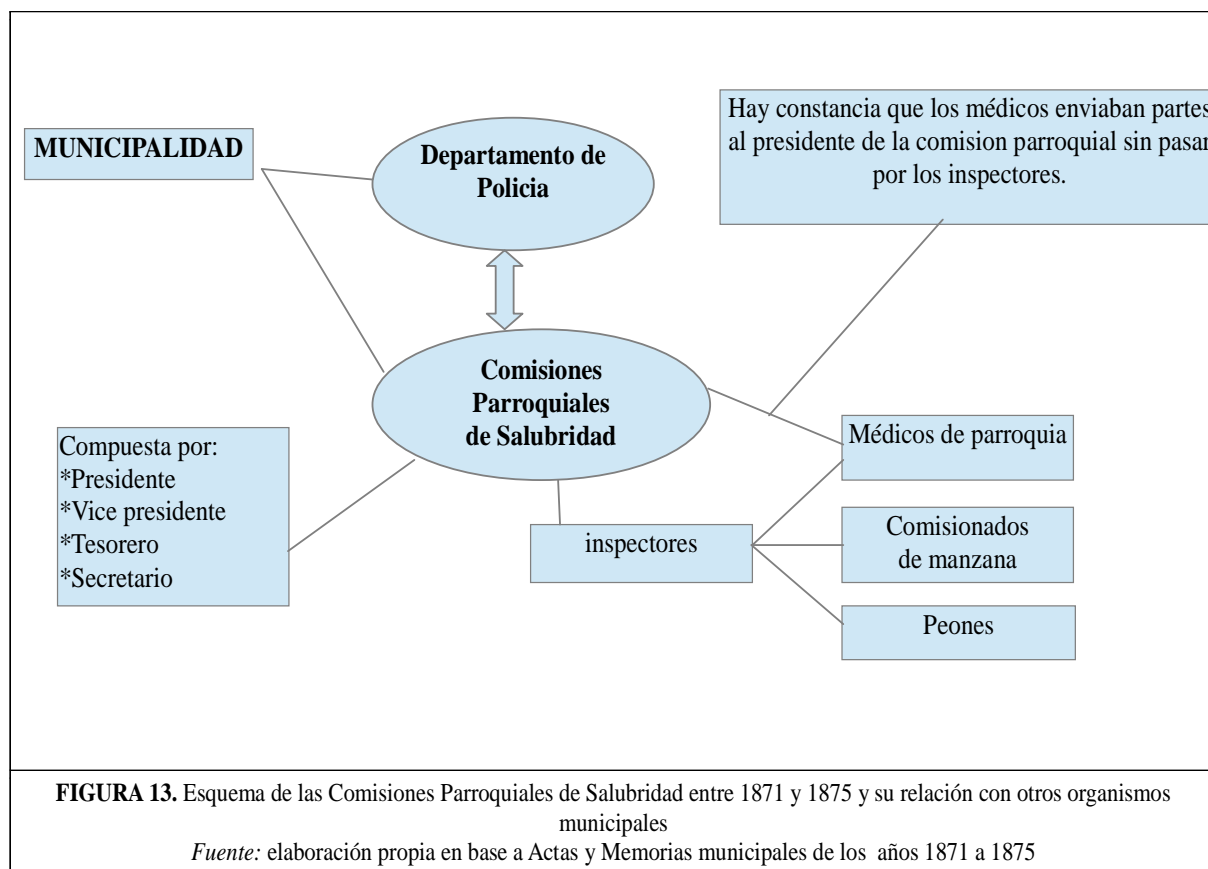 MUNICIPALIDAD
Departamento de
Policia
Hay constancia que los médicos enviaban partes
al presidente de la comision parroquial sin pasar
por los inspectores.
Comisiones
Parroquiales
de Salubridad
Compuesta por:
*Presidente
*Vice presidente
*Tesorero
*Secretario
inspectores
Médicos de parroquia
Comisionados
de manzana
Peones
FIGURA 13. Esquema de las Comisiones Parroquiales de Salubridad entre 1871 y 1875 y su relación con otros organismos
municipales
Fuente: elaboración propia en base a Actas y Memorias municipales de los años 1871 a 1875